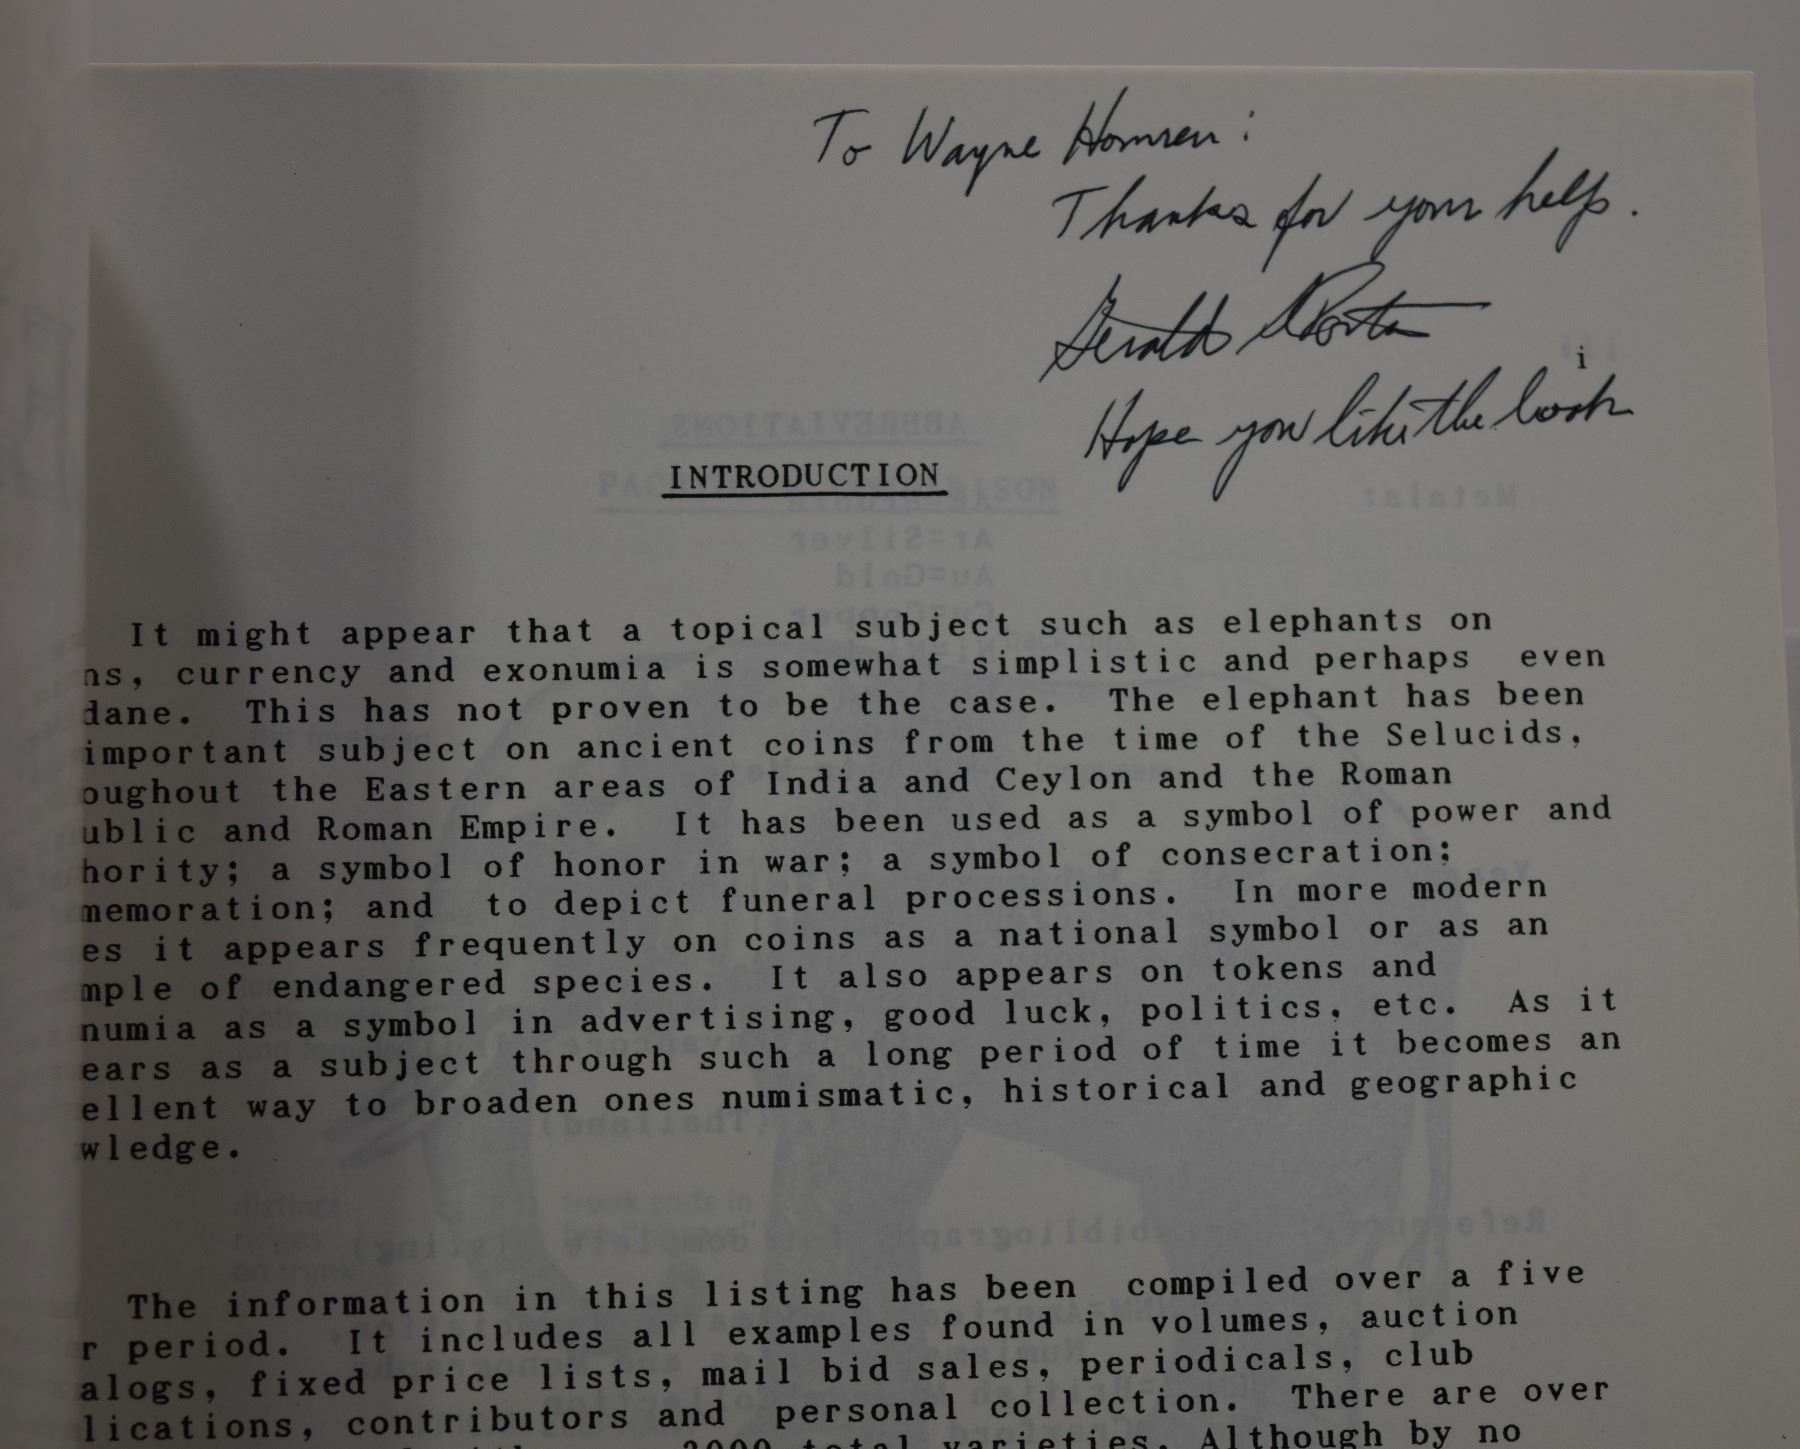 To Wayne Homren:
Thanks for your help.
Gerald Porter
i
Hope you like the book
INTRODUCTION
It might appear that a topical subject such as elephants on
ns, currency and exonumia is somewhat simplistic and perhaps even
dane. This has not proven to be the case. The elephant has been
important subject on ancient coins from the time of the Selucids,
oughout the Eastern areas of India and Ceylon and the Roman
ublic and Roman Empire. It has been used as a symbol of power and
hority; a symbol of honor in war; a symbol of consecration;
memoration; and to depict funeral processions. In more modern
es it appears frequently on coins as a national symbol or as an
mple of endangered species. It also appears on tokens and
numia as a symbol in advertising, good luck, politics, etc. As it
ears as a subject through such a long period of time it becomes an
ellent way to broaden ones numismatic, historical and geographic
wledge.
The information in this listing has been compiled over a five
r period. It includes all examples found in volumes, auction
alogs, fixed price lists, mail bid sales, periodicals, club
lications, contributors and personal collection. There are over
2000 total varieties. Although by no